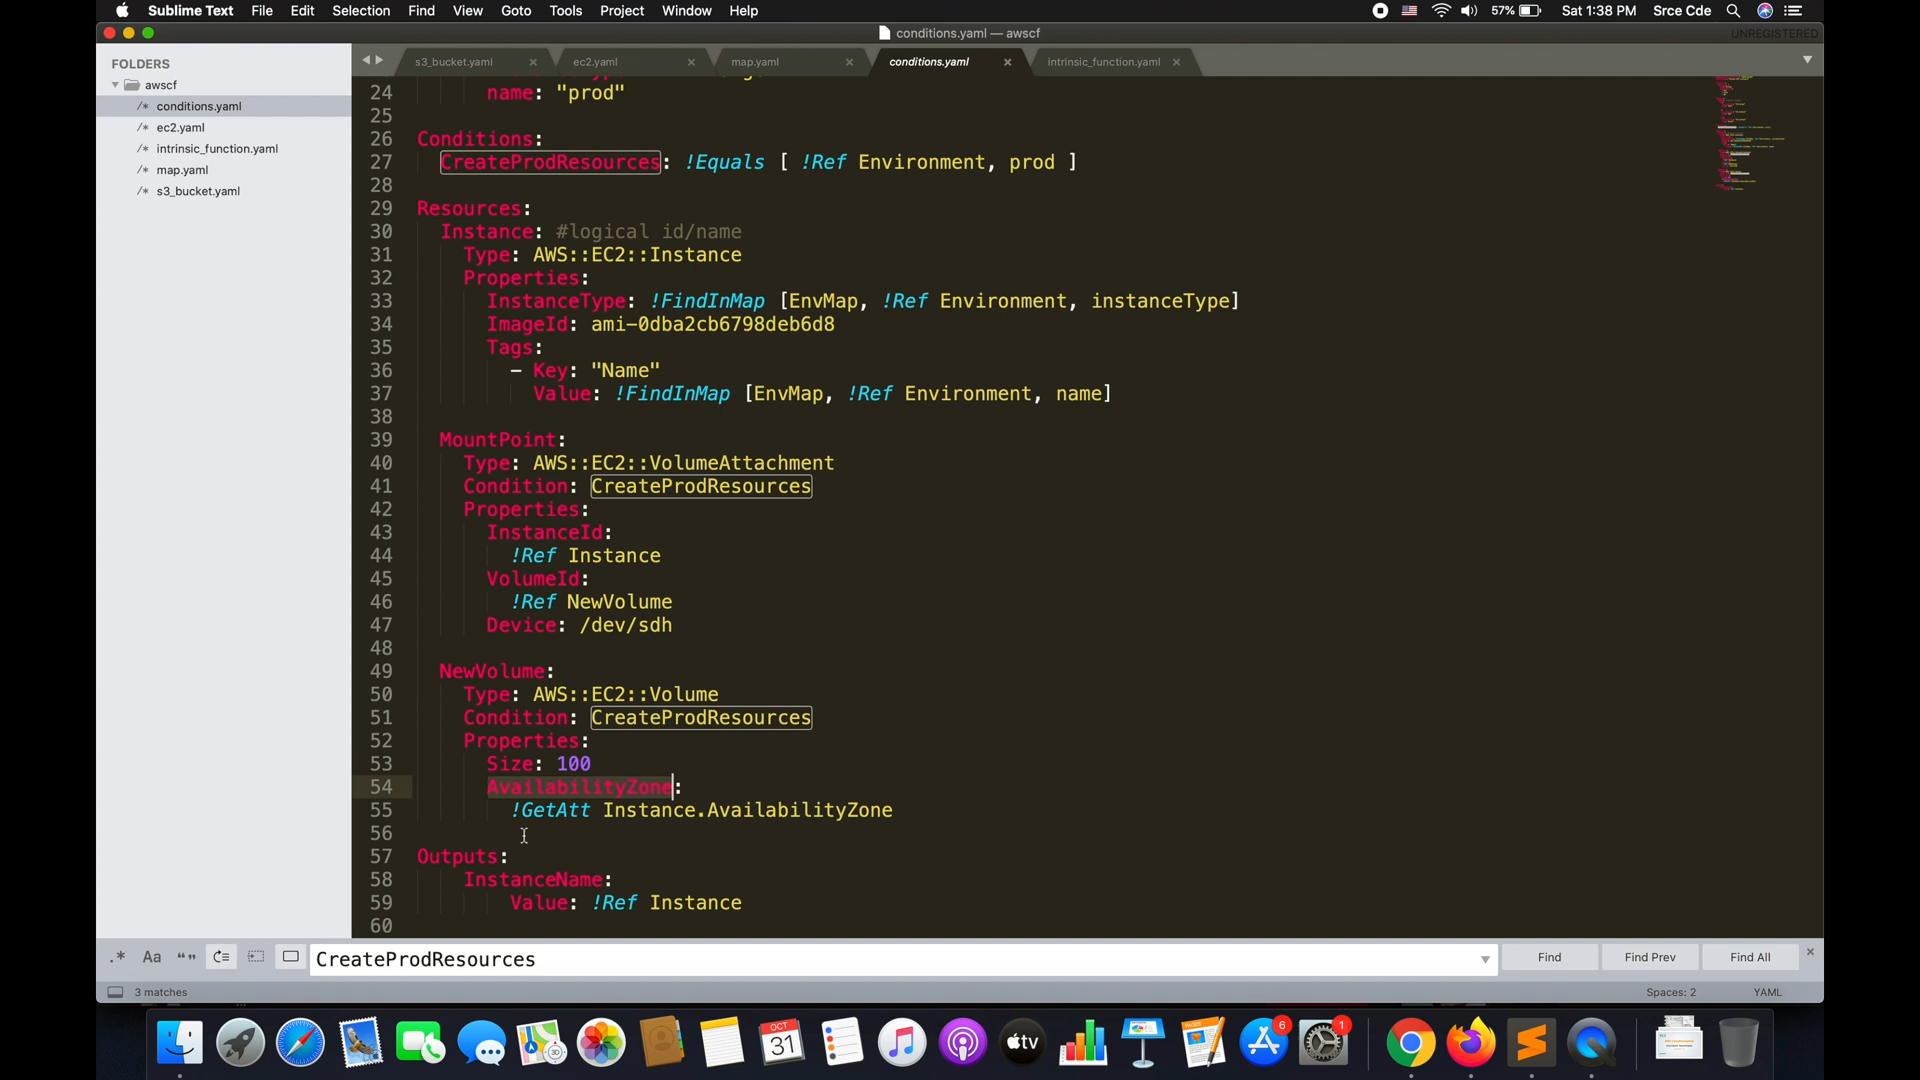 Sublime Text File Edit Selection Find View Goto Tools Project Window Help 57% Sat 1:38 PM Srce Cde
conditions.yaml — awscf UNREGISTERED
FOLDERS
awscf
/* conditions.yaml
/* ec2.yaml
/* intrinsic_function.yaml
/* map.yaml
/* s3_bucket.yaml
s3_bucket.yaml × ec2.yaml × map.yaml × conditions.yaml × intrinsic_function.yaml ×
24 name: "prod"
25
26 Conditions:
27 CreateProdResources: !Equals [ !Ref Environment, prod ]
28
29 Resources:
30 Instance: #logical id/name
31 Type: AWS::EC2::Instance
32 Properties:
33 InstanceType: !FindInMap [EnvMap, !Ref Environment, instanceType]
34 ImageId: ami-0dba2cb6798deb6d8
35 Tags:
36 - Key: "Name"
37 Value: !FindInMap [EnvMap, !Ref Environment, name]
38
39 MountPoint:
40 Type: AWS::EC2::VolumeAttachment
41 Condition: CreateProdResources
42 Properties:
43 InstanceId:
44 !Ref Instance
45 VolumeId:
46 !Ref NewVolume
47 Device: /dev/sdh
48
49 NewVolume:
50 Type: AWS::EC2::Volume
51 Condition: CreateProdResources
52 Properties:
53 Size: 100
54 AvailabilityZone:
55 !GetAtt Instance.AvailabilityZone
56
57 Outputs:
58 InstanceName:
59 Value: !Ref Instance
60
.* Aa “” CreateProdResources Find Find Prev Find All ×
3 matches Spaces: 2 YAML
OCT
31
tv
6
1